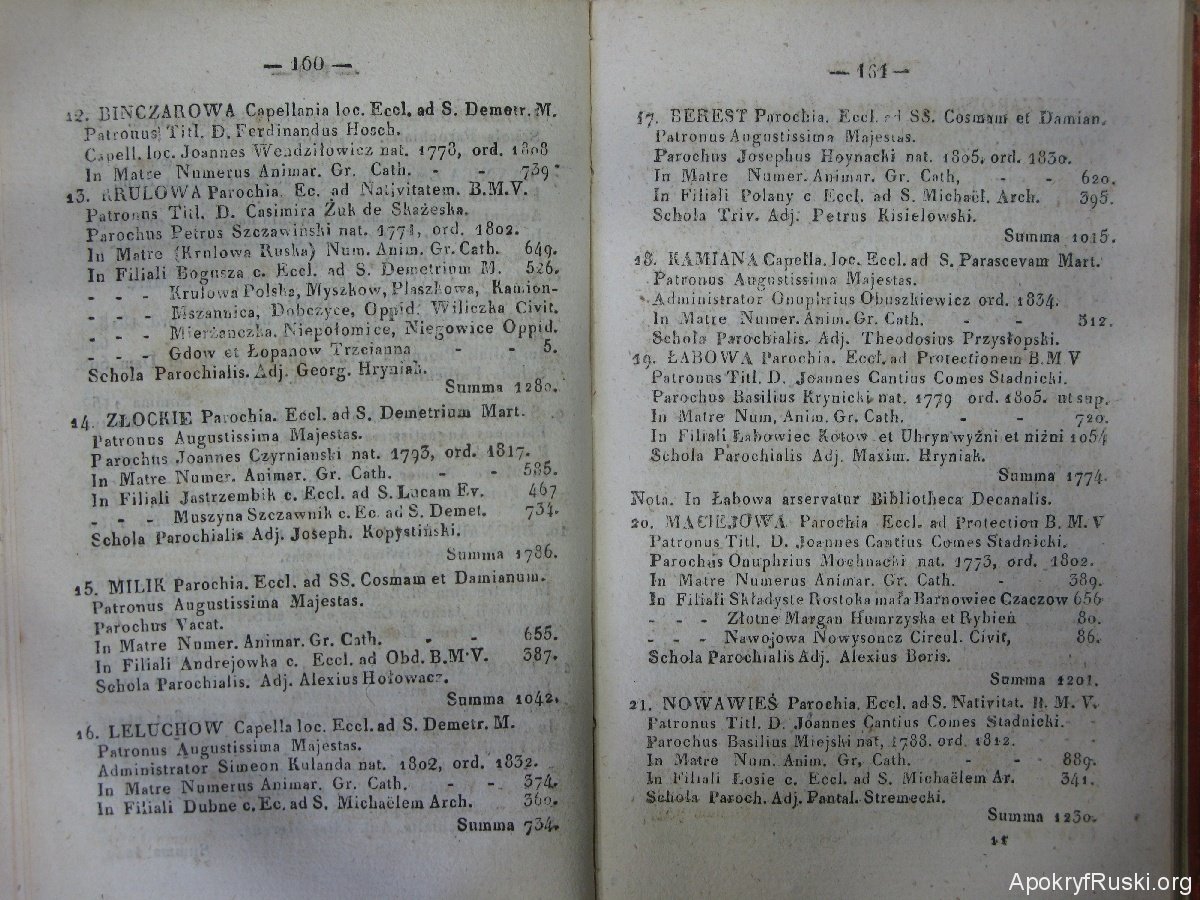 — 160 —
12. BINCZAROWA Capellania loc. Eccl. ad S. Demetr. M.
Patronus Titl. D. Ferdinandus Hosch.
Capell. loc. Joannes Wendziłowicz nat. 1778, ord. 1808
In Matre Numerus Animar. Gr. Cath. - - 739
13. KRULOWA Parochia. Ec. ad Nativitatem. B.M.V.
Patronus Titl. D. Casimira Żuk de Skażeska.
Parochus Petrus Szczawiński nat. 1771, ord. 1802.
In Matre (Krulowa Ruska) Num. Anim. Gr. Cath. 649.
In Filiali Bogusza c. Eccl. ad S. Demetrium M. 526.
- - - Krulowa Polska, Myszkow, Ptaszkowa, Kamion-
- - - Mszannica, Dobczyce, Oppid. Wiliczka Civit.
- - - Mierżanczka, Niepołomice, Niegowice Oppid.
- - - Gdow et Łopanow Trzcianna - - 5.
Schola Parochialis. Adj. Georg. Hryniak.
Summa 1280.
14. ZŁOCKIE Parochia. Eccl. ad S. Demetrium Mart.
Patronus Augustissima Majestas.
Parochus Joannes Czyrnianski nat. 1793, ord. 1817.
In Matre Numer. Animar. Gr. Cath. - - 585.
In Filiali Jastrzembik c. Eccl. ad S. Lucam Ev. 467
- - - Muszyna Szczawnik c. Ec. ad S. Demet. 734.
Schola Parochialis Adj. Joseph. Kopystiński.
Summa 1786.
15. MILIK Parochia. Eccl. ad SS. Cosmam et Damianum.
Patronus Augustissima Majestas.
Parochus Vacat.
In Matre Numer. Animar. Gr. Cath. - - 655.
In Filiali Andrejowka c. Eccl. ad Obd. B.M.V. 387.
Schola Parochialis. Adj. Alexius Hołowacz.
Summa 1042.
16. LELUCHOW Capella loc. Eccl. ad S. Demetr. M.
Patronus Augustissima Majestas.
Administrator Simeon Kulanda nat. 1802, ord. 1832.
In Matre Numerus Animar. Gr. Cath. - - 374.
In Filiali Dubne c. Ec. ad S. Michaëlem Arch. 360.
Summa 734.
— 161 —
17. BEREST Parochia. Eccl. ad SS. Cosmam et Damian.
Patronus Augustissima Majestas.
Parochus Josephus Hoynacki nat. 1805, ord. 1830.
In Matre Numer. Animar. Gr. Cath, - - 620.
In Filiali Polany c Eccl. ad S. Michaël. Arch. 395.
Schola Triv. Adj. Petrus Kisielowski.
Summa 1015.
18. KAMIANA Capella. loc. Eccl. ad S. Parascevam Mart.
Patronus Augustissima Majestas.
Administrator Onuphrius Obuszkiewicz ord. 1834.
In Matre Numer. Anim. Gr. Cath. - - 512.
Schola Parochialis. Adj. Theodosius Przysłopski.
19. ŁABOWA Parochia. Eccl. ad Protectionem B.M V
Patronus Titl. D. Joannes Cantius Comes Stadnicki.
Parochus Basilius Krynicki nat. 1779 ord. 1805. ut sup.
In Matre Num, Anim. Gr. Cath. - - 720.
In Filiali Łabowiec Kotow et Uhryn wyźni et niźni 1054
Schola Parochialis Adj. Maxim. Hryniak.
Summa 1774.
Nota. In Łabowa arservatur Bibliotheca Decanalis.
20. MACIEJOWA Parochia Eccl. ad Protection B. M. V
Patronus Titl. D. Joannes Cantius Comes Stadnicki.
Parochus Onuphrius Mochnacki nat. 1773, ord. 1802.
In Matre Numerus Animar. Gr. Cath. - 389.
In Filiali Składyste Rostoka mała Barnowiec Czaczow 656
- - - Złotne Margan Humrzyska et Rybień 80.
- - - Nawojowa Nowysoncz Circul. Civit, 86.
Schola Parochialis Adj. Alexius Boris.
Summa 1201.
21. NOWAWIEŚ Parochia. Eccl. ad S. Nativitat. B. M. V.
Patronus Titl. D. Joannes Cantius Comes Stadnicki.
Parochus Basilius Miejski nat, 1788. ord. 1812.
In Matre Num. Anim. Gr, Cath. - - 889.
In Filiali Łosie c. Eccl. ad S. Michaëlem Ar. 341.
Schola Paroch. Adj. Pantal. Stremecki.
Summa 1230.
11
ApokryfRuski.org